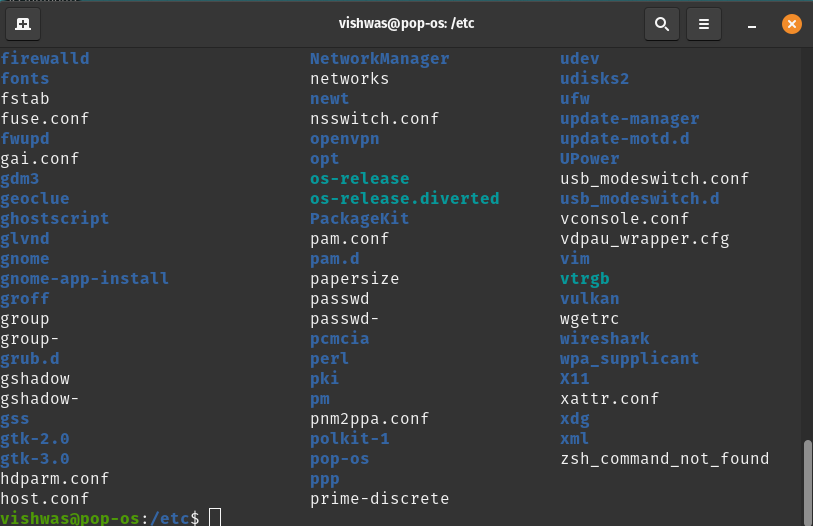 vishwas@pop-os: /etc
firewalld NetworkManager udev
fonts networks udisks2
fstab newt ufw
fuse.conf nsswitch.conf update-manager
fwupd openvpn update-motd.d
gai.conf opt UPower
gdm3 os-release usb_modeswitch.conf
geoclue os-release.diverted usb_modeswitch.d
ghostscript PackageKit vconsole.conf
glvnd pam.conf vdpau_wrapper.cfg
gnome pam.d vim
gnome-app-install papersize vtrgb
groff passwd vulkan
group passwd- wgetrc
group- pcmcia wireshark
grub.d perl wpa_supplicant
gshadow pki X11
gshadow- pm xattr.conf
gss pnm2ppa.conf xdg
gtk-2.0 polkit-1 xml
gtk-3.0 pop-os zsh_command_not_found
hdparm.conf ppp
host.conf prime-discrete
vishwas@pop-os:/etc$